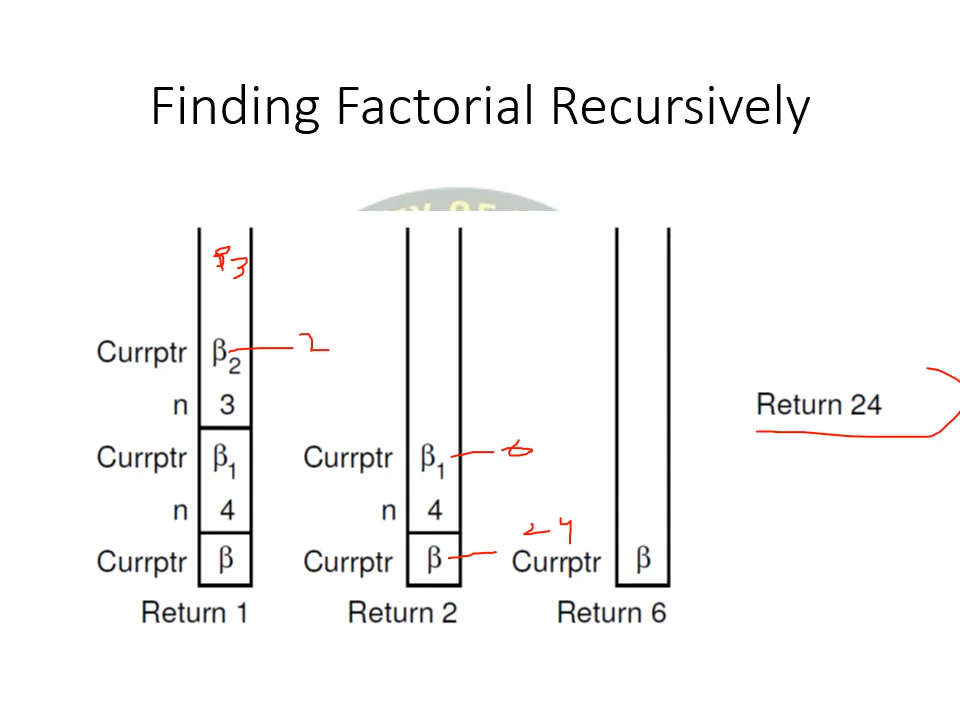 Finding Factorial Recursively
Y OF
β3
Currptr β2 2
n 3
Currptr β1
n 4
Currptr β
Return 1
Currptr β1 6
n 4
24
Currptr β
Return 2
Currptr β
Return 6
Return 24